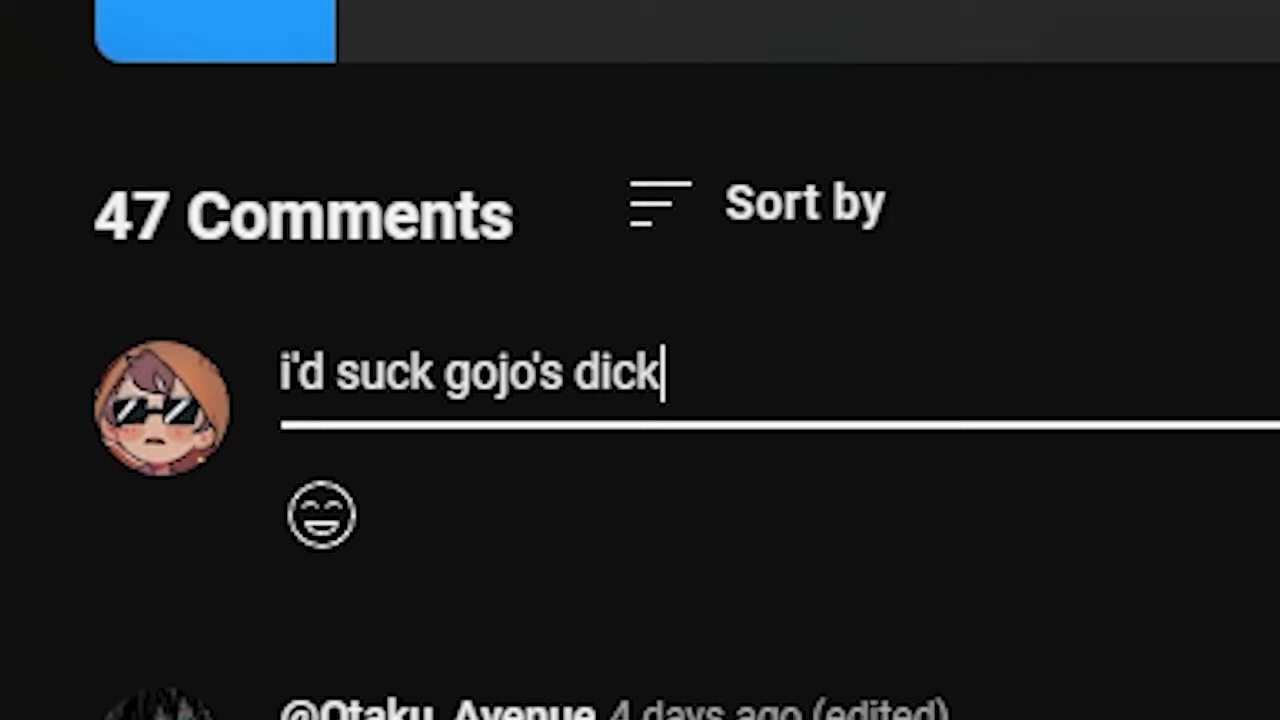 47 Comments
Sort by
i'd suck gojo's dick
@Otaku_Avenue 4 days ago (edited)